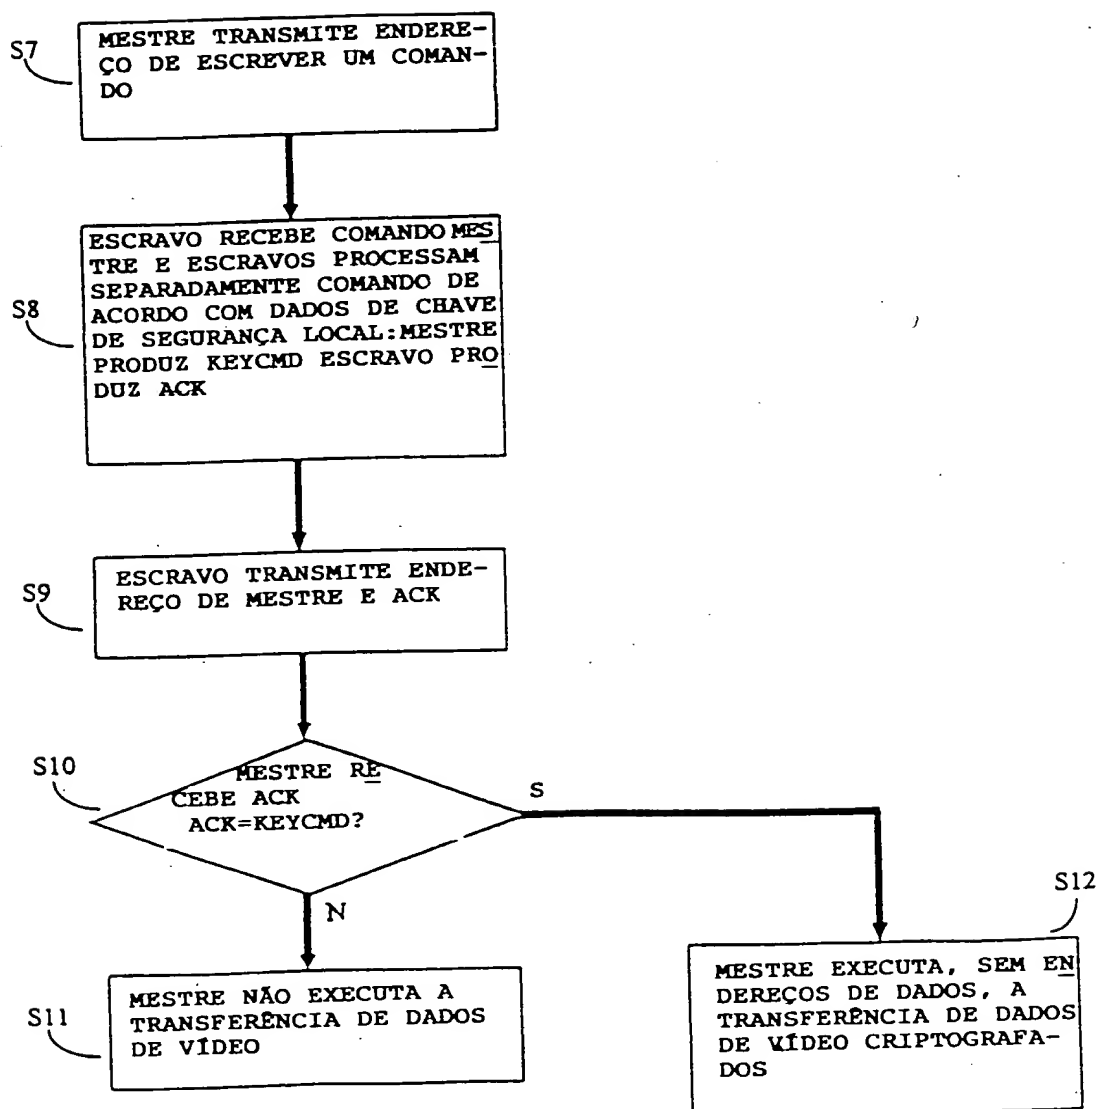 S7
MESTRE TRANSMITE ENDERE-
ÇO DE ESCREVER UM COMAN-
DO
S8
ESCRAVO RECEBE COMANDO MES
TRE E ESCRAVOS PROCESSAM
SEPARADAMENTE COMANDO DE
ACORDO COM DADOS DE CHAVE
DE SEGURANÇA LOCAL:MESTRE
PRODUZ KEYCMD ESCRAVO PRO
DUZ ACK
S9
ESCRAVO TRANSMITE ENDE-
REÇO DE MESTRE E ACK
S10
MESTRE RE
CEBE ACK
ACK=KEYCMD?
S
N
S11
MESTRE NÃO EXECUTA A
TRANSFERÊNCIA DE DADOS
DE VÍDEO
S12
MESTRE EXECUTA, SEM EN
DEREÇOS DE DADOS, A
TRANSFERÊNCIA DE DADOS
DE VÍDEO CRIPTOGRAFA-
DOS